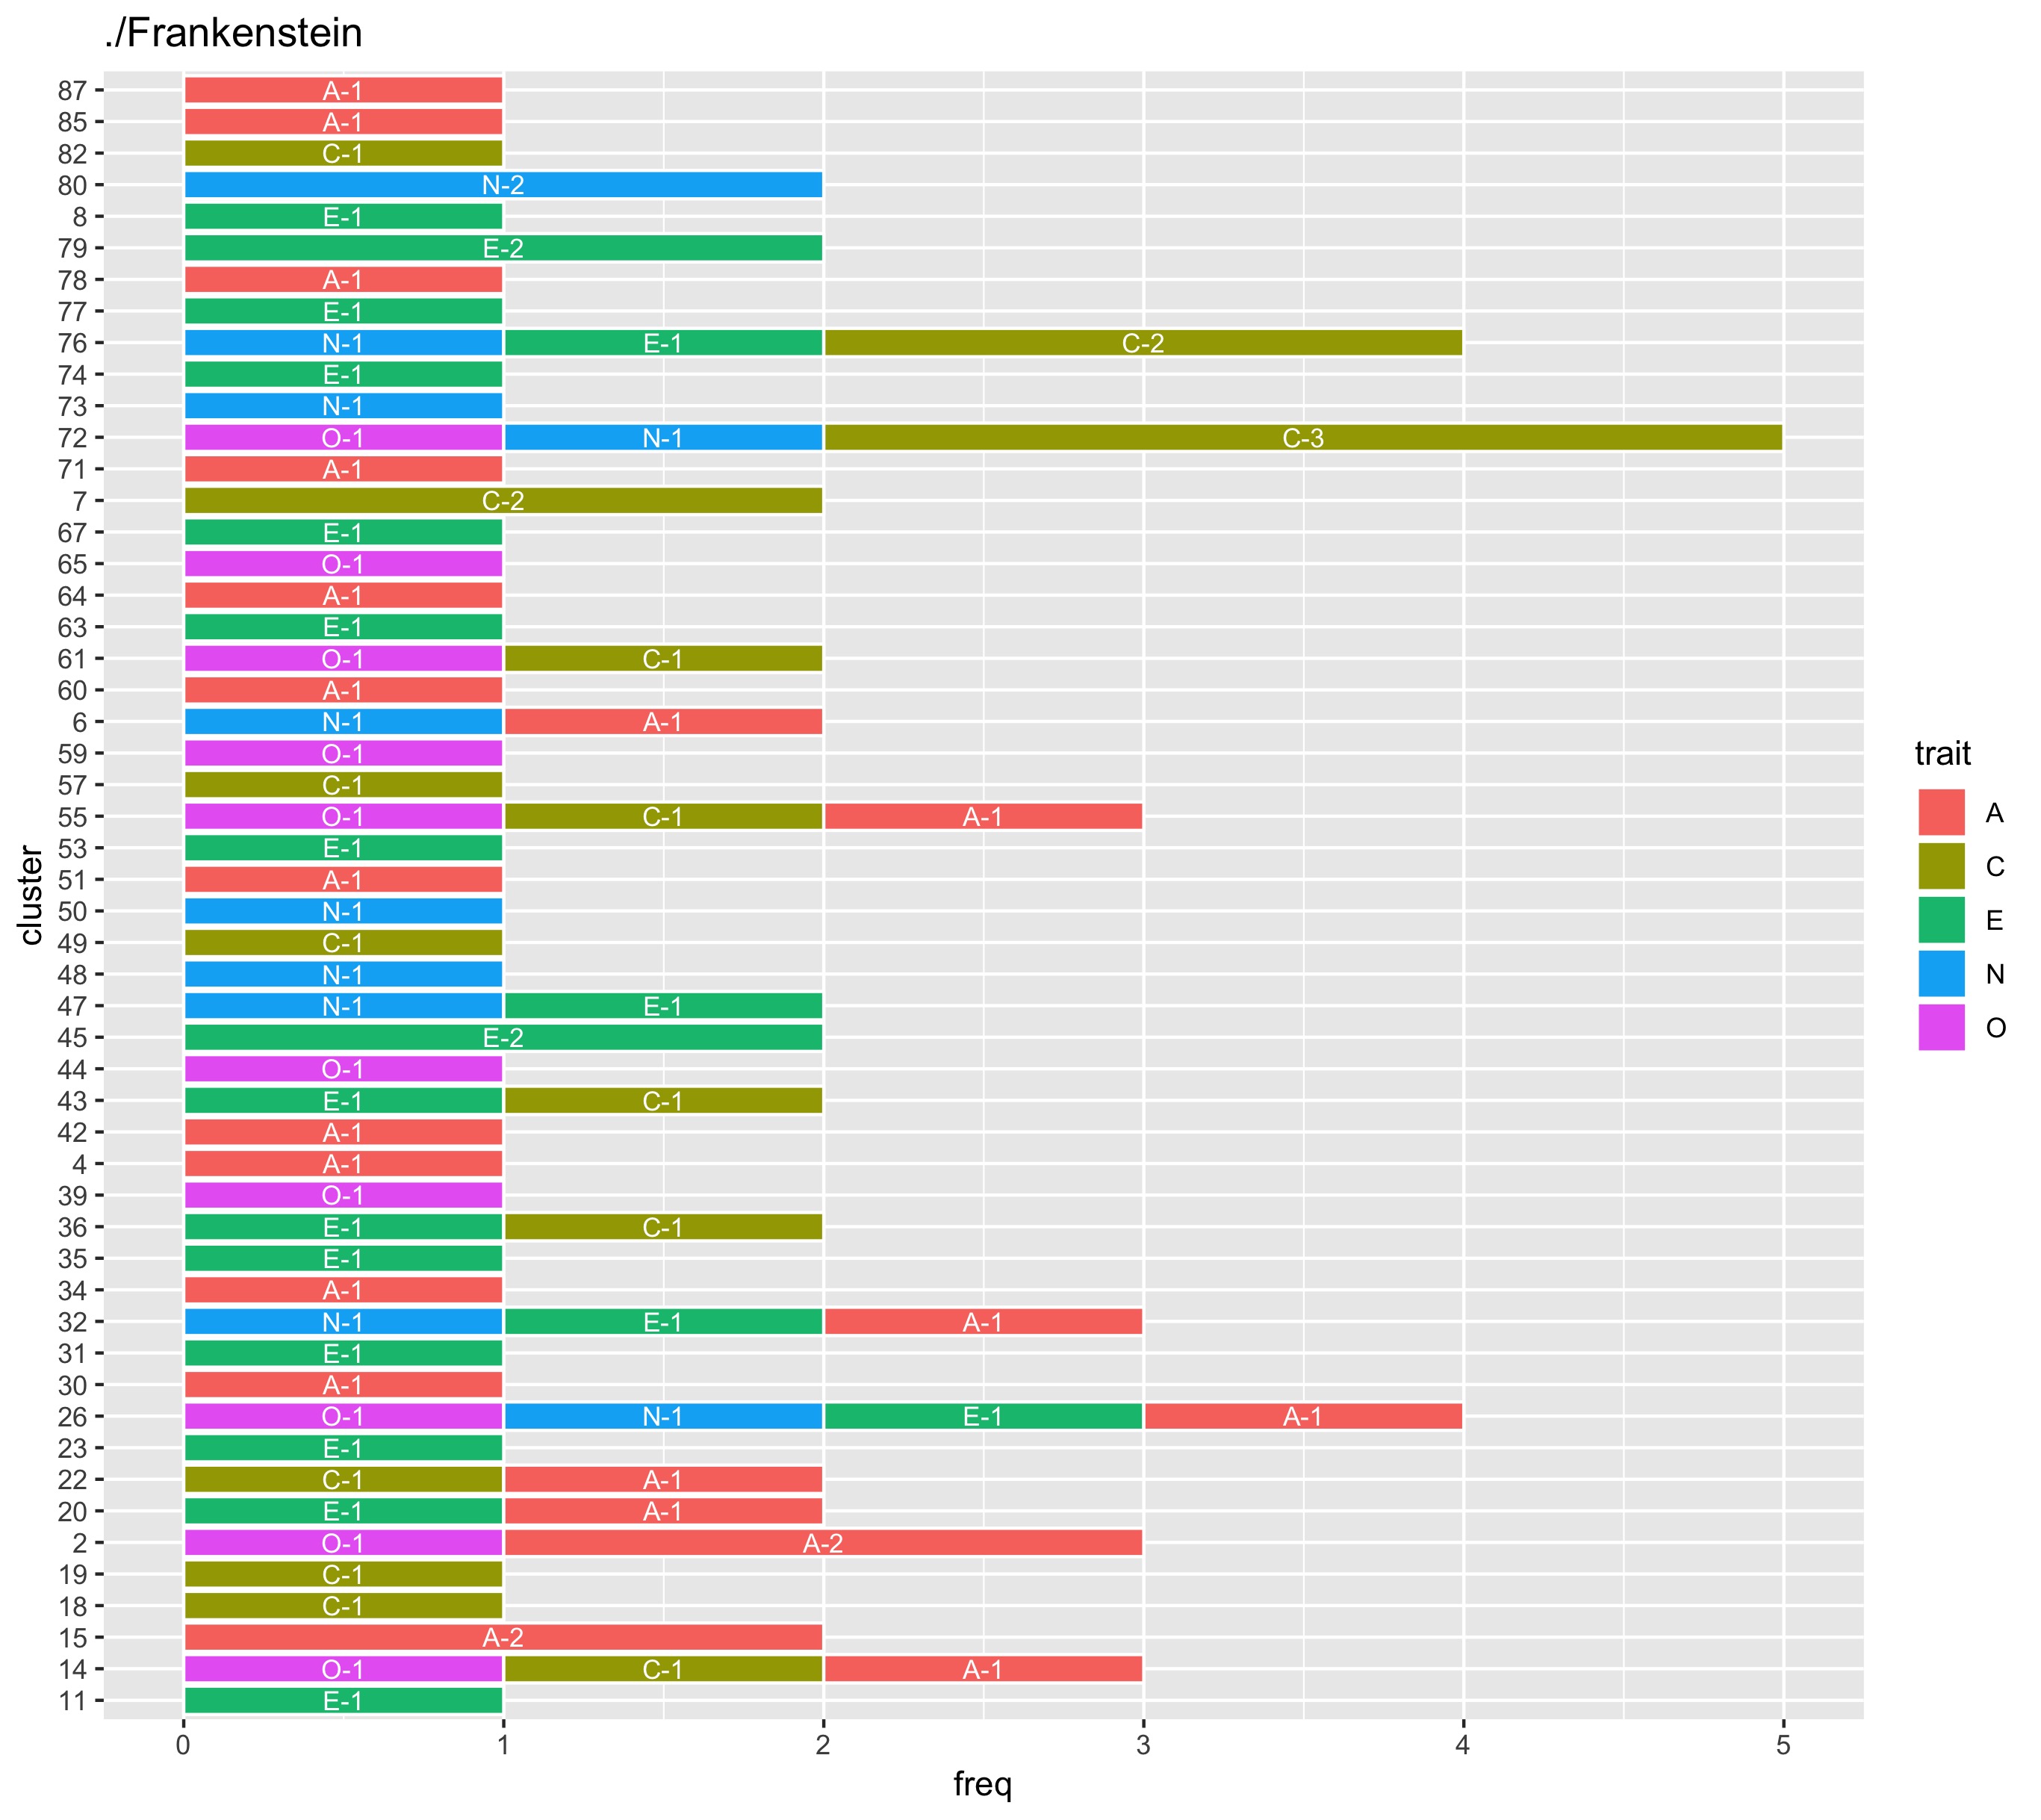 ./Frankenstein
87 A-1
85 A-1
82 C-1
80 N-2
8 E-1
79 E-2
78 A-1
77 E-1
76 N-1 E-1 C-2
74 E-1
73 N-1
72 O-1 N-1 C-3
71 A-1
7 C-2
67 E-1
65 O-1
64 A-1
63 E-1
61 O-1 C-1
60 A-1
6 N-1 A-1
59 O-1
57 C-1
55 O-1 C-1 A-1
53 E-1
51 A-1
50 N-1
49 C-1
48 N-1
47 N-1 E-1
45 E-2
44 O-1
43 E-1 C-1
42 A-1
4 A-1
39 O-1
36 E-1 C-1
35 E-1
34 A-1
32 N-1 E-1 A-1
31 E-1
30 A-1
26 O-1 N-1 E-1 A-1
23 E-1
22 C-1 A-1
20 E-1 A-1
2 O-1 A-2
19 C-1
18 C-1
15 A-2
14 O-1 C-1 A-1
11 E-1
0 1 2 3 4 5
freq
cluster
trait
A
C
E
N
O